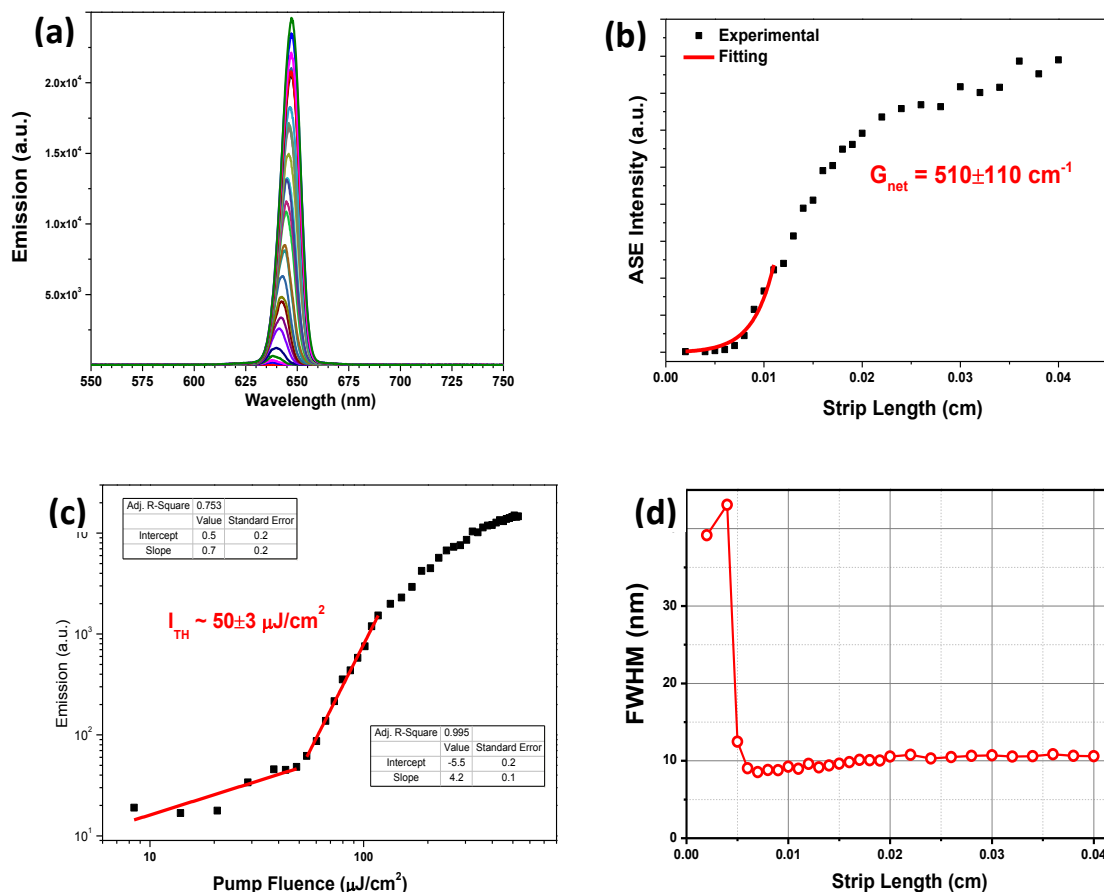 (a)
Emission (a.u.)
2.0x10⁴
1.5x10⁴
1.0x10⁴
5.0x10³
550 575 600 625 650 675 700 725 750
Wavelength (nm)
(b)
Experimental
Fitting
G_net = 510±110 cm⁻¹
ASE Intensity (a.u.)
0.00 0.01 0.02 0.03 0.04
Strip Length (cm)
(c)
Adj. R-Square 0.753
Value Standard Error
Intercept 0.5 0.2
Slope 0.7 0.2
I_TH ~ 50±3 μJ/cm²
Adj. R-Square 0.995
Value Standard Error
Intercept -5.5 0.2
Slope 4.2 0.1
Emission (a.u.)
10⁴
10³
10²
10¹
10 100
Pump Fluence (μJ/cm²)
(d)
FWHM (nm)
40
30
20
10
0
0.00 0.01 0.02 0.03 0.04
Strip Length (cm)